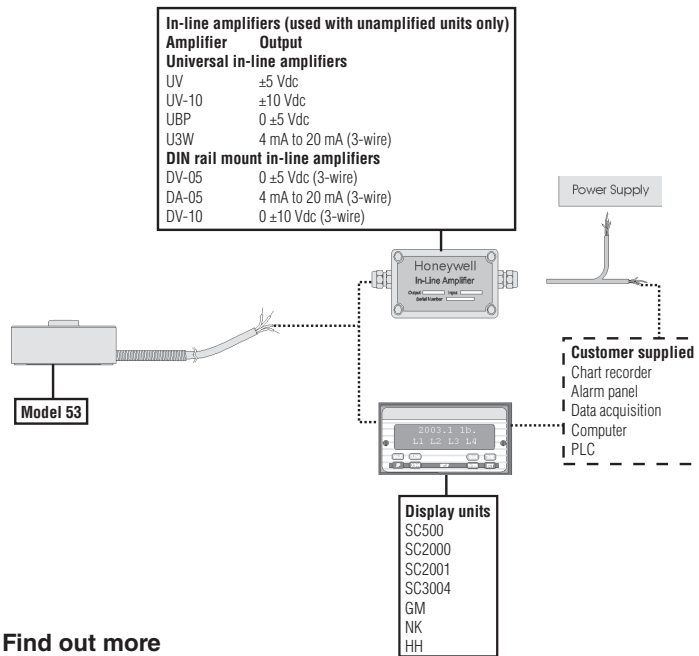 In-line amplifiers (used with unamplified units only)
Amplifier Output
Universal in-line amplifiers
UV ±5 Vdc
UV-10 ±10 Vdc
UBP 0 ±5 Vdc
U3W 4 mA to 20 mA (3-wire)
DIN rail mount in-line amplifiers
DV-05 0 ±5 Vdc (3-wire)
DA-05 4 mA to 20 mA (3-wire)
DV-10 0 ±10 Vdc (3-wire)
Power Supply
Honeywell
In-Line Amplifier
Output Input
Serial Number
Model 53
2003.1 lb.
L1 L2 L3 L4
Customer supplied
Chart recorder
Alarm panel
Data acquisition
Computer
PLC
Display units
SC500
SC2000
SC2001
SC3004
GM
NK
HH
Find out more